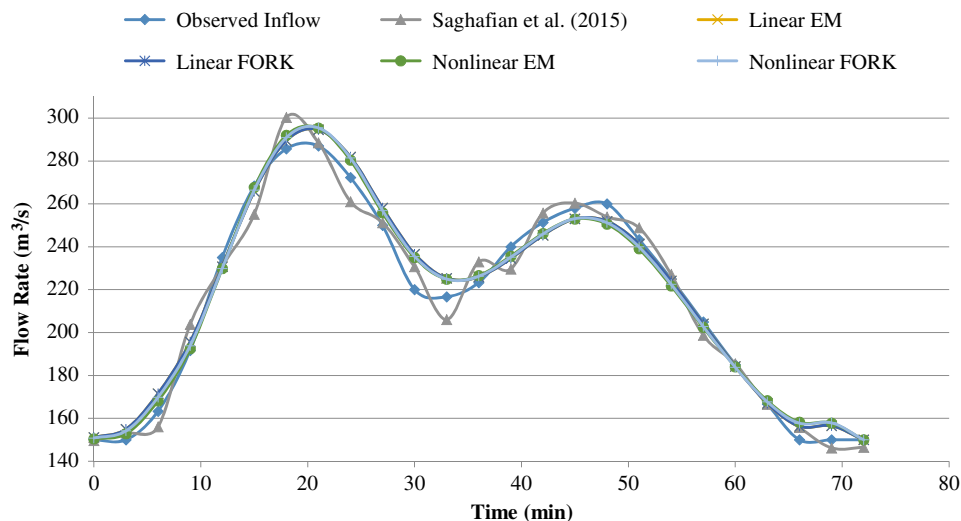 Observed Inflow
Saghafian et al. (2015)
Linear EM
Linear FORK
Nonlinear EM
Nonlinear FORK
300
280
260
240
220
200
180
160
140
0 10 20 30 40 50 60 70 80
Flow Rate (m³/s)
Time (min)